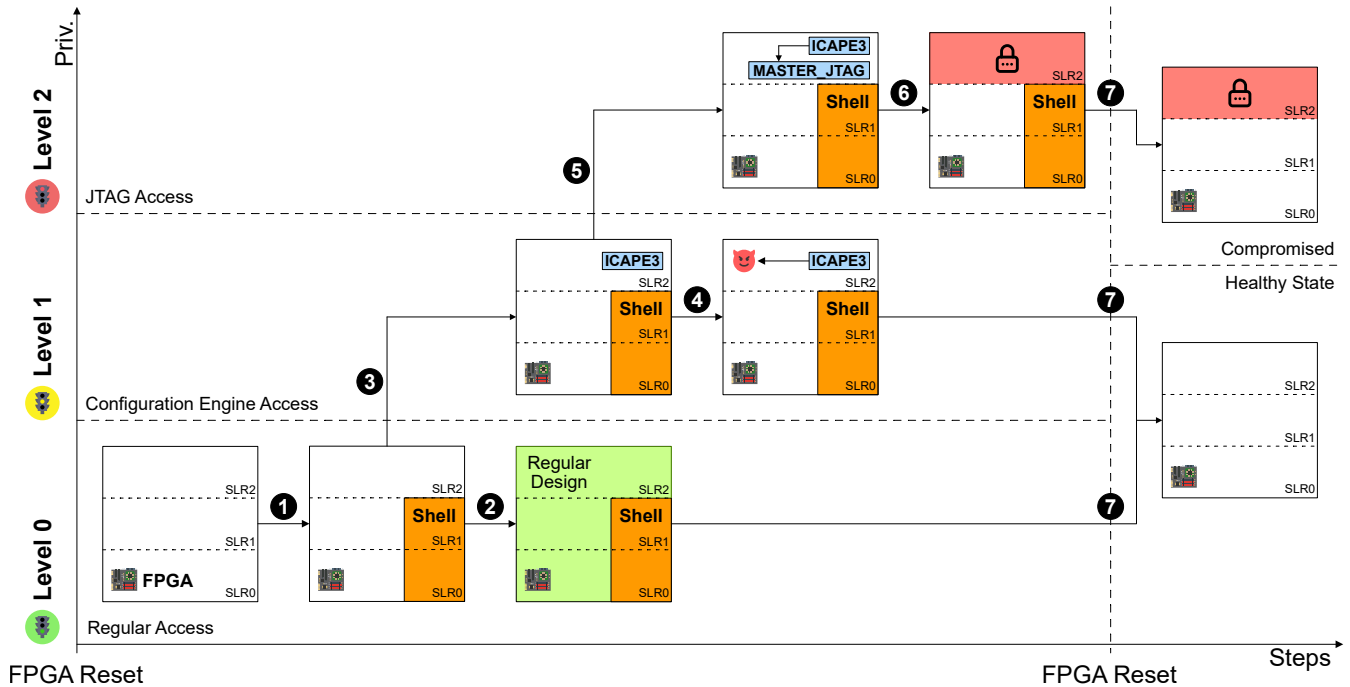 Priv.
Level 2
JTAG Access
ICAPE3
MASTER_JTAG
Shell
SLR1
SLR0
6
SLR2
Shell
SLR1
SLR0
7
SLR2
SLR1
SLR0
5
Compromised
Healthy State
Level 1
Configuration Engine Access
3
ICAPE3
SLR2
Shell
SLR1
SLR0
4
ICAPE3
SLR2
Shell
SLR1
SLR0
7
SLR2
SLR1
SLR0
Level 0
Regular Access
SLR2
SLR1
FPGA
SLR0
1
SLR2
Shell
SLR1
SLR0
2
Regular
Design
SLR2
Shell
SLR1
SLR0
7
Steps
FPGA Reset
FPGA Reset